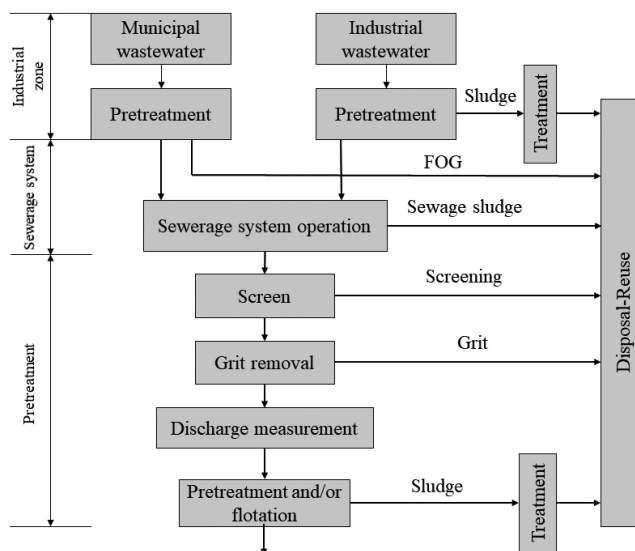 Industrial
zone
Municipal
wastewater
Industrial
wastewater
Pretreatment
Pretreatment
Sludge
Treatment
FOG
Sewerage system
Sewerage system operation
Sewage sludge
Screen
Screening
Grit removal
Grit
Disposal-Reuse
Pretreatment
Discharge measurement
Pretreatment and/or
flotation
Sludge
Treatment